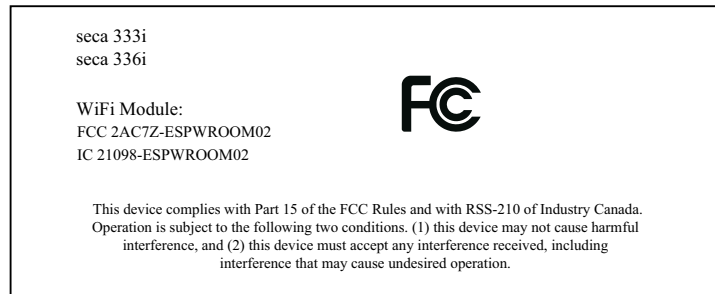 seca 333i
seca 336i
FC
WiFi Module:
FCC 2AC7Z-ESPWROOM02
IC 21098-ESPWROOM02
This device complies with Part 15 of the FCC Rules and with RSS-210 of Industry Canada.
Operation is subject to the following two conditions. (1) this device may not cause harmful
interference, and (2) this device must accept any interference received, including
interference that may cause undesired operation.